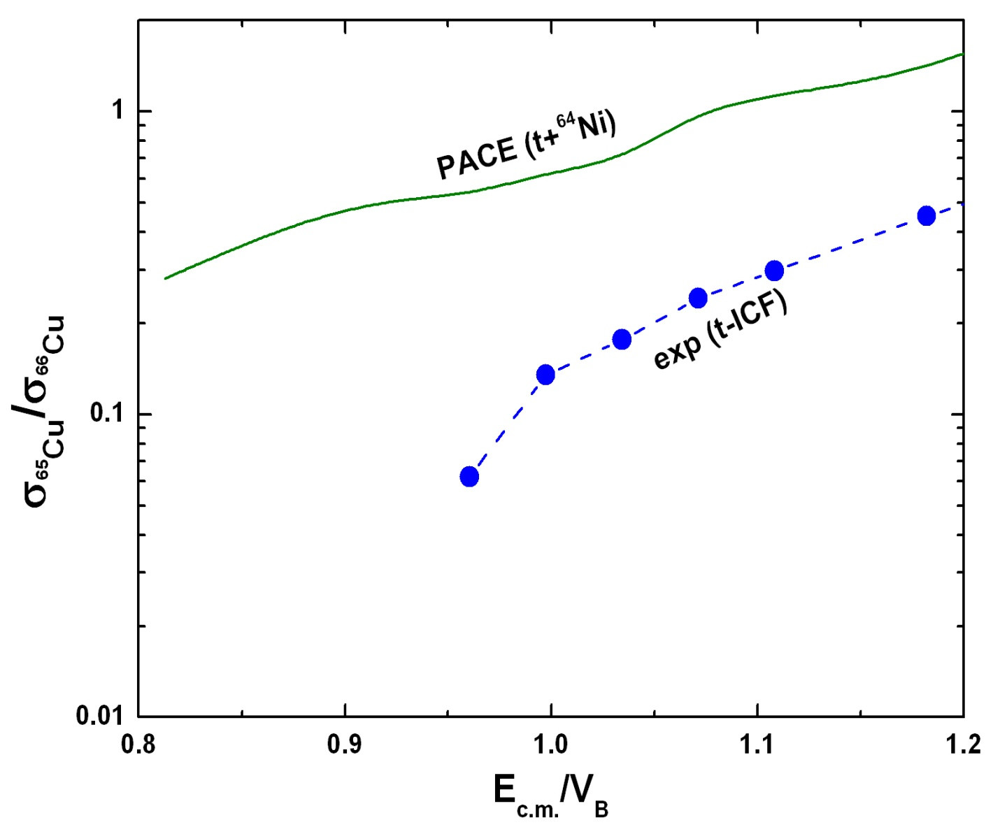 1
0.1
0.01
0.8
0.9
1.0
1.1
1.2
σ65Cu/σ66Cu
PACE (t+64Ni)
exp (t-ICF)
Ec.m./VB